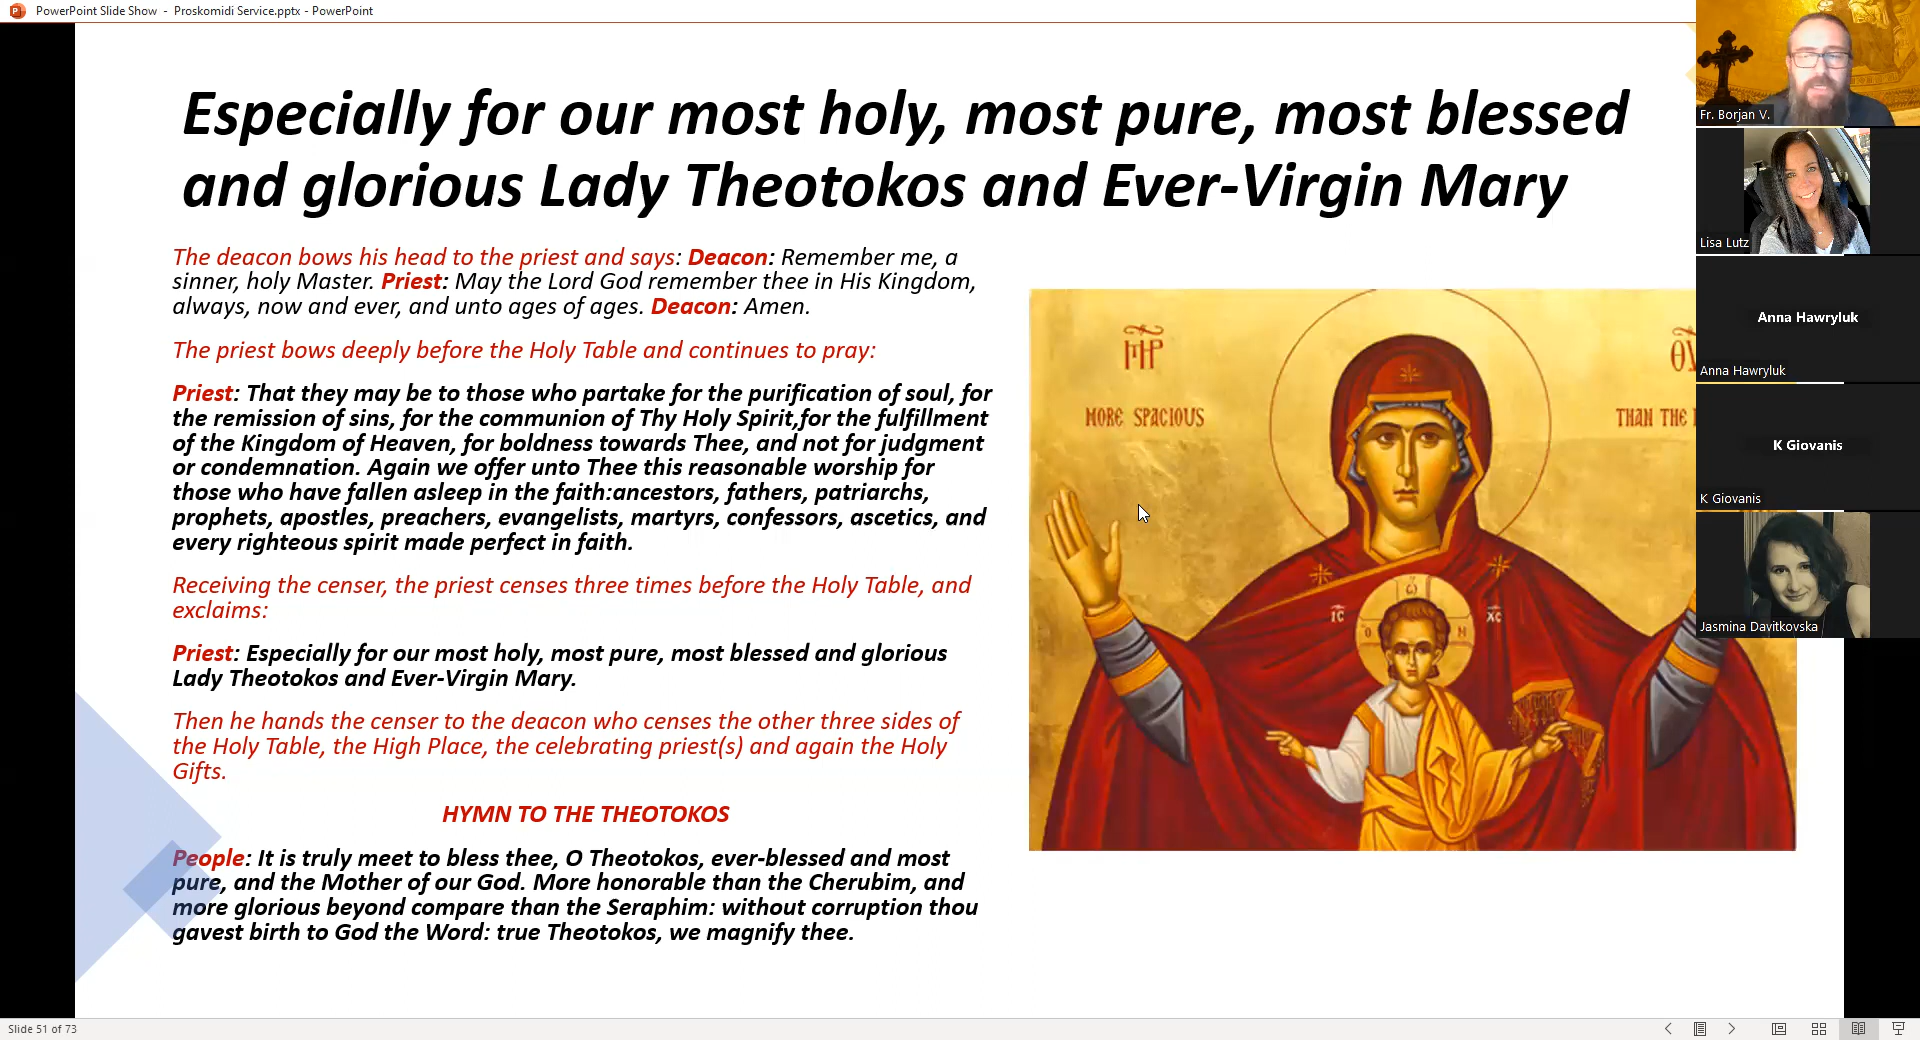 PowerPoint Slide Show - Proskomidi Service.pptx - PowerPoint
Especially for our most holy, most pure, most blessed
and glorious Lady Theotokos and Ever-Virgin Mary
The deacon bows his head to the priest and says: Deacon: Remember me, a
sinner, holy Master. Priest: May the Lord God remember thee in His Kingdom,
always, now and ever, and unto ages of ages. Deacon: Amen.
The priest bows deeply before the Holy Table and continues to pray:
Priest: That they may be to those who partake for the purification of soul, for
the remission of sins, for the communion of Thy Holy Spirit,for the fulfillment
of the Kingdom of Heaven, for boldness towards Thee, and not for judgment
or condemnation. Again we offer unto Thee this reasonable worship for
those who have fallen asleep in the faith:ancestors, fathers, patriarchs,
prophets, apostles, preachers, evangelists, martyrs, confessors, ascetics, and
every righteous spirit made perfect in faith.
Receiving the censer, the priest censes three times before the Holy Table, and
exclaims:
Priest: Especially for our most holy, most pure, most blessed and glorious
Lady Theotokos and Ever-Virgin Mary.
Then he hands the censer to the deacon who censes the other three sides of
the Holy Table, the High Place, the celebrating priest(s) and again the Holy
Gifts.
HYMN TO THE THEOTOKOS
People: It is truly meet to bless thee, O Theotokos, ever-blessed and most
pure, and the Mother of our God. More honorable than the Cherubim, and
more glorious beyond compare than the Seraphim: without corruption thou
gavest birth to God the Word: true Theotokos, we magnify thee.
ΜΡ
MORE SPACIOUS
THAN THE
IC
XC
Fr. Borjan V.
Lisa Lutz
Anna Hawryluk
Anna Hawryluk
K Giovanis
K Giovanis
Jasmina Davitkovska
Slide 51 of 73